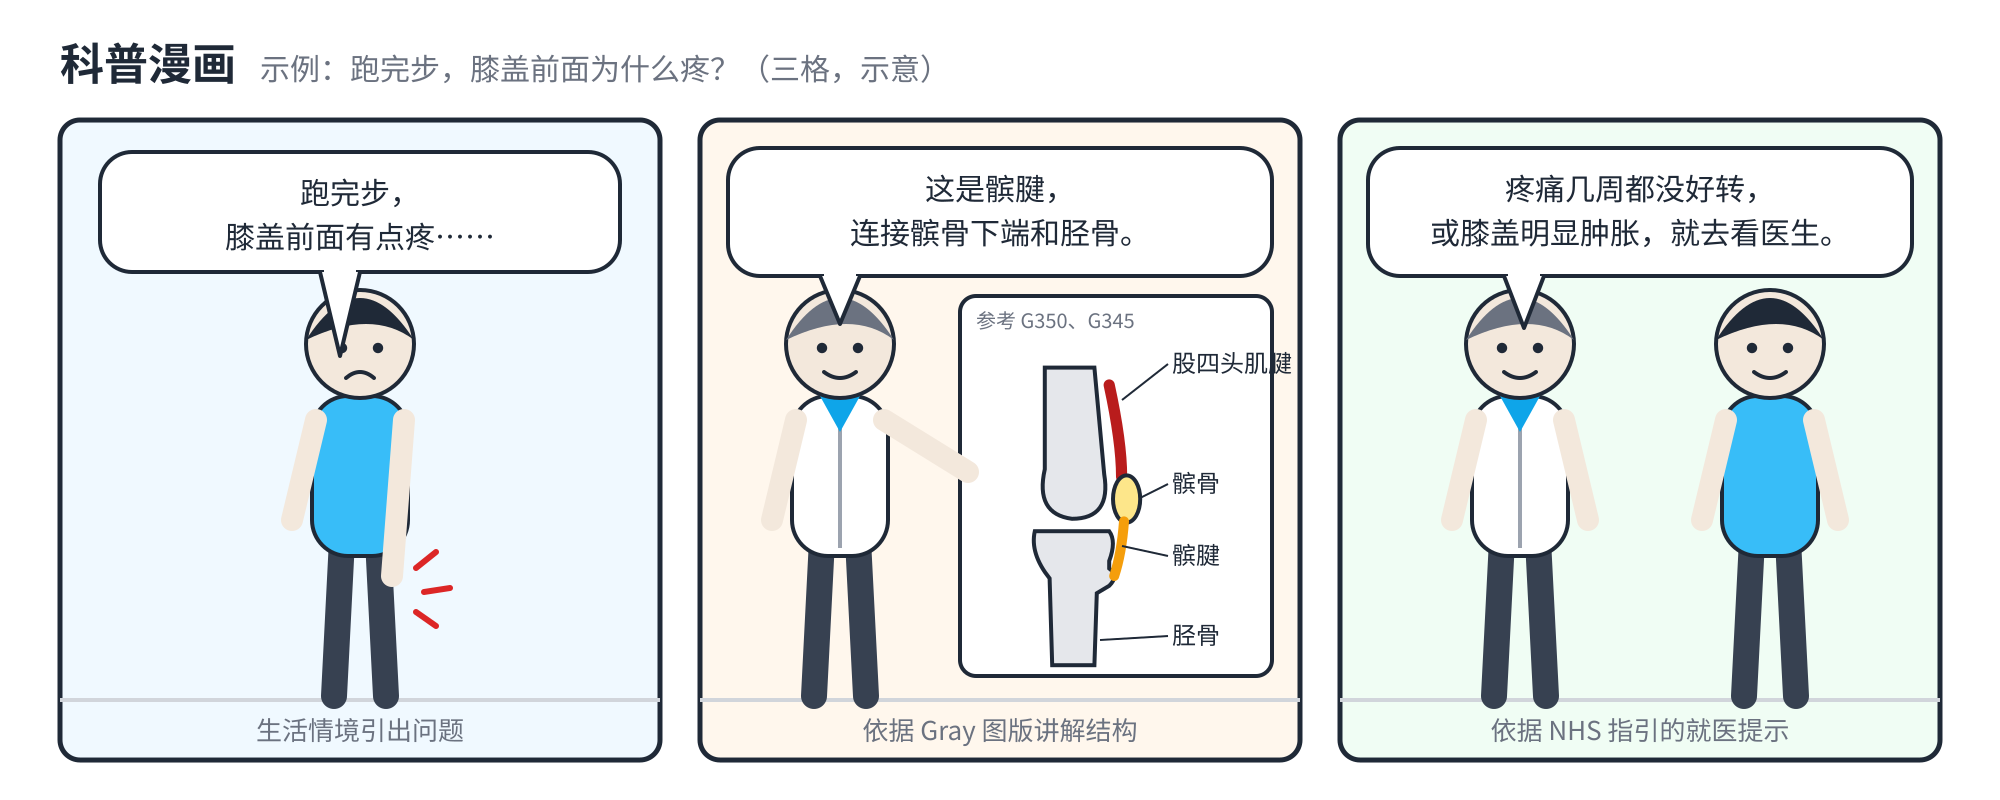 科普漫画 示例：跑完步，膝盖前面为什么疼？（三格，示意）
跑完步，
膝盖前面有点疼……
生活情境引出问题
这是髌腱，
连接髌骨下端和胫骨。
参考 G350、G345
股四头肌腱
髌骨
髌腱
胫骨
依据 Gray 图版讲解结构
疼痛几周都没好转，
或膝盖明显肿胀，就去看医生。
依据 NHS 指引的就医提示